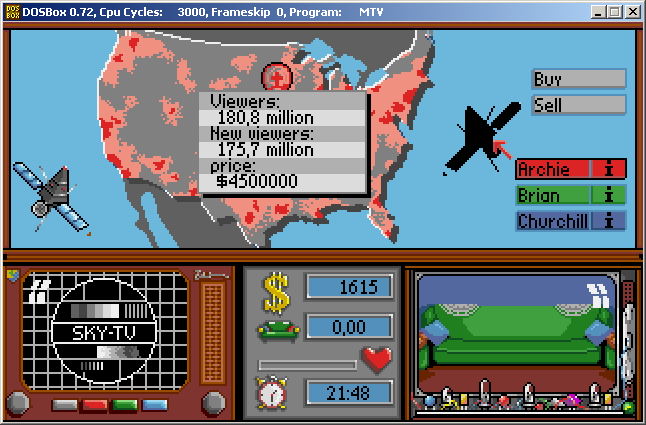 DOSBox 0.72, Cpu Cycles: 3000, Frameskip 0, Program: MTV
Viewers:
180,8 million
New viewers:
175,7 million
price:
$4500000
Buy
Sell
Archie i
Brian i
Churchill i
SKY-TV
$ 1615
0,00
21:48